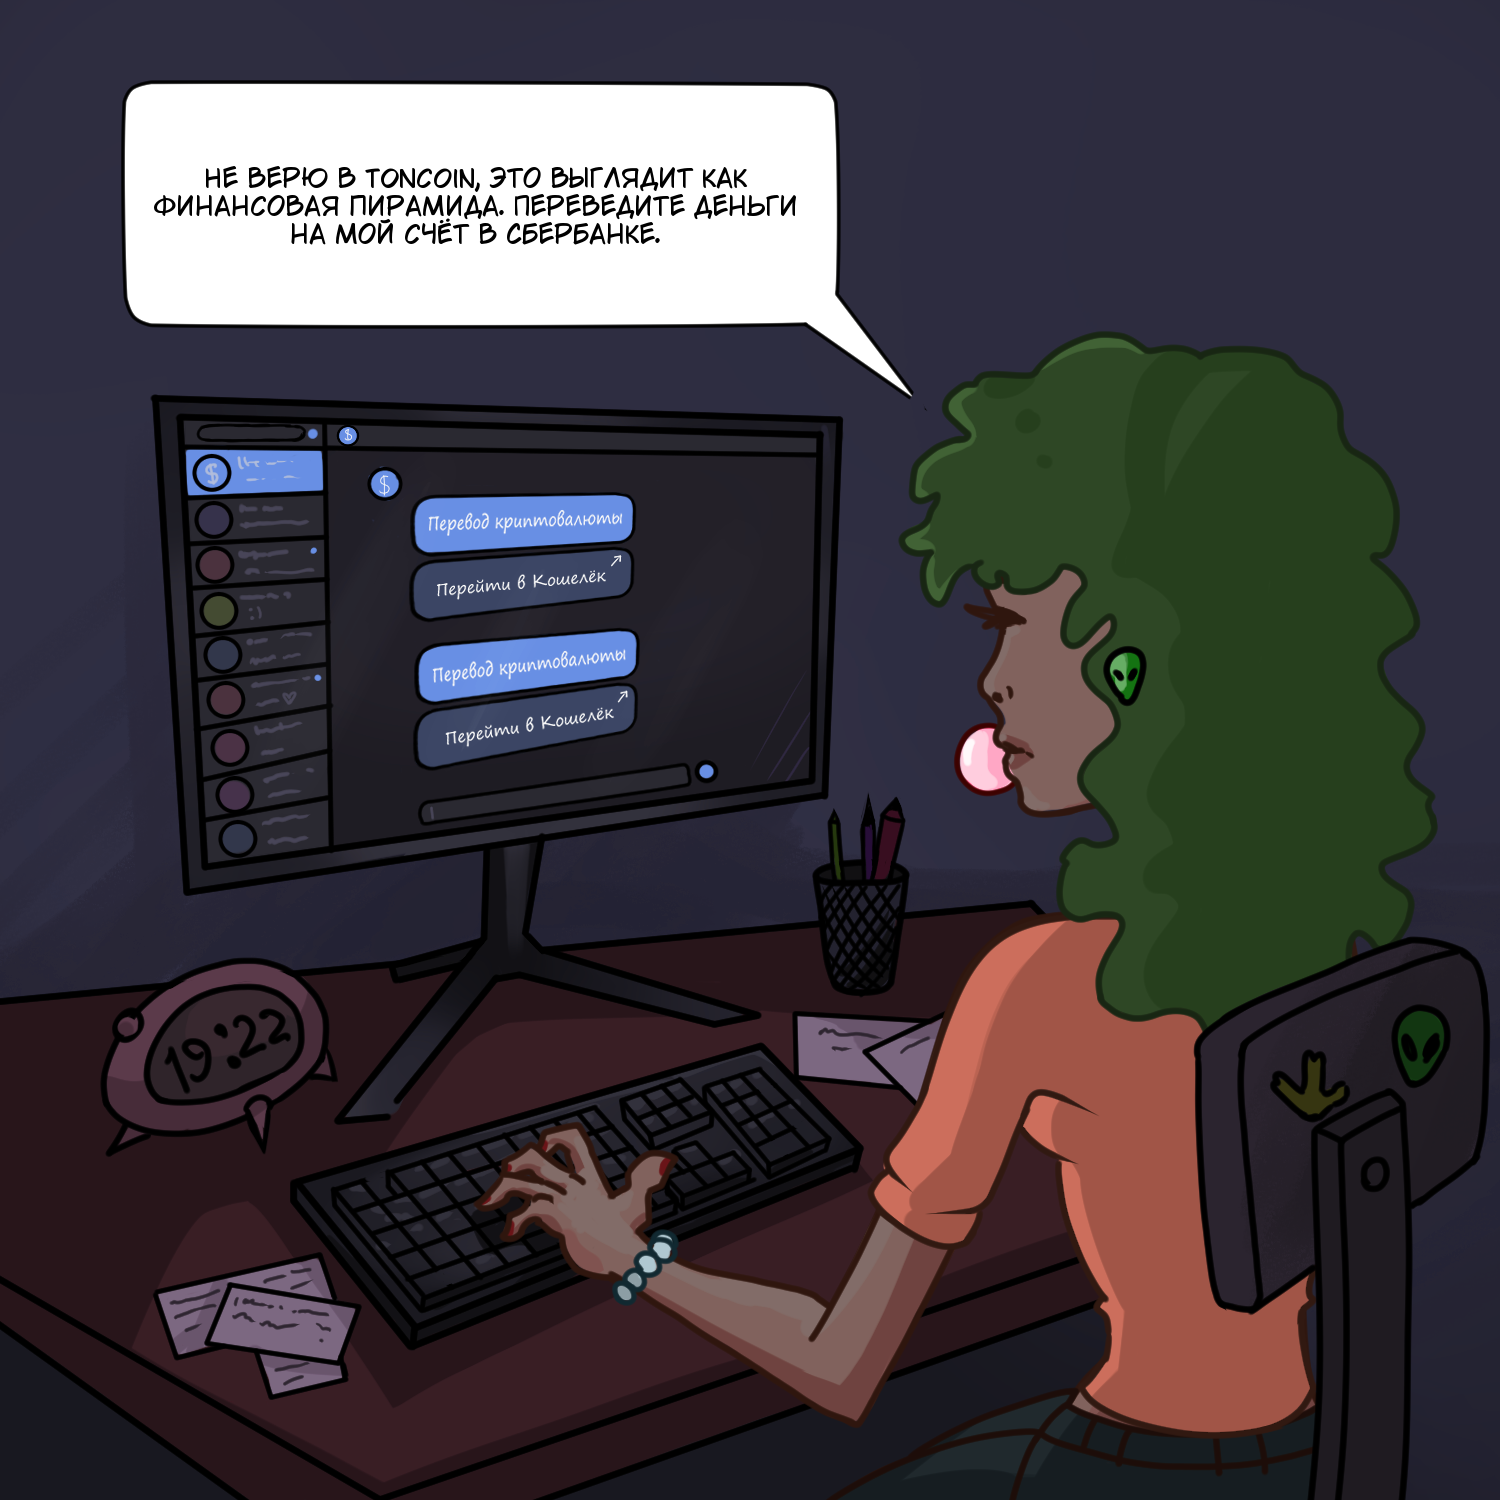 НЕ ВЕРЮ В TONCOIN, ЭТО ВЫГЛЯДИТ КАК
ФИНАНСОВАЯ ПИРАМИДА. ПЕРЕВЕДИТЕ ДЕНЬГИ
НА МОЙ СЧЁТ В СБЕРБАНКЕ.
$
$
$
Перевод криптовалюты
Перейти в Кошелёк
:)
Перевод криптовалюты
Перейти в Кошелёк
19:22